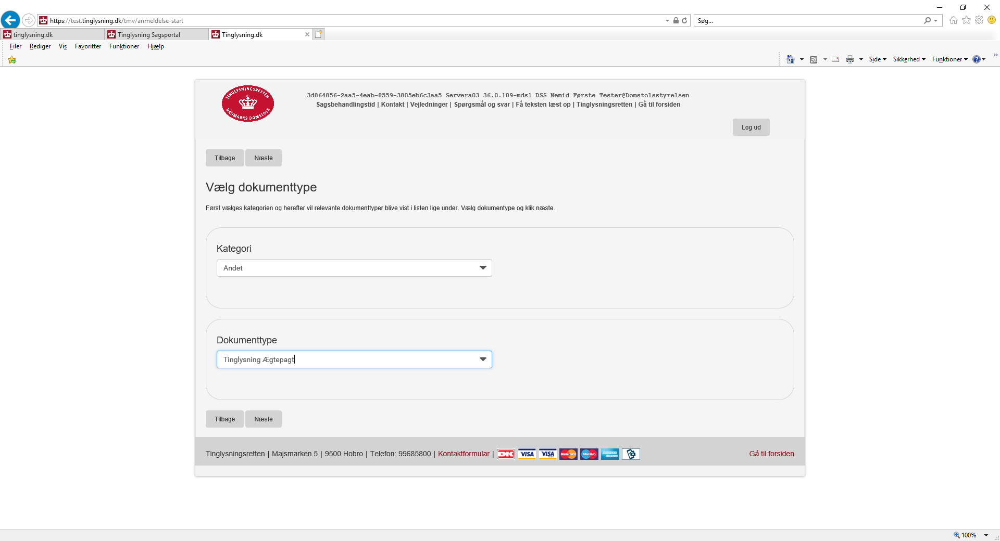 https://test.tinglysning.dk/tmv/anmeldelse-start
Søg...
tinglysning.dk
Tinglysning Sagsportal
Tinglysning.dk
Filer Rediger Vis Favoritter Funktioner Hjælp
Side Sikkerhed Funktioner
TINGLYSNINGSRETTEN
DANMARKS DOMSTOLE
3d864856-2aa5-4eab-8559-3805eb6c3aa5 Servera03 36.0.109-mds1 DSS Nemid Første Tester@Domstolsstyrelsen
Sagsbehandlingstid | Kontakt | Vejledninger | Spørgsmål og svar | Få teksten læst op | Tinglysningsretten | Gå til forsiden
Log ud
Tilbage Næste
Vælg dokumenttype
Først vælges kategorien og herefter vil relevante dokumenttyper blive vist i listen lige under. Vælg dokumentype og klik næste.
Kategori
Andet
Dokumenttype
Tinglysning Ægtepagt
Tilbage Næste
Tinglysningsretten | Majsmarken 5 | 9500 Hobro | Telefon: 99685800 | Kontaktformular | DK VISA VISA MasterCard Maestro AMERICAN EXPRESS Gå til forsiden
100%